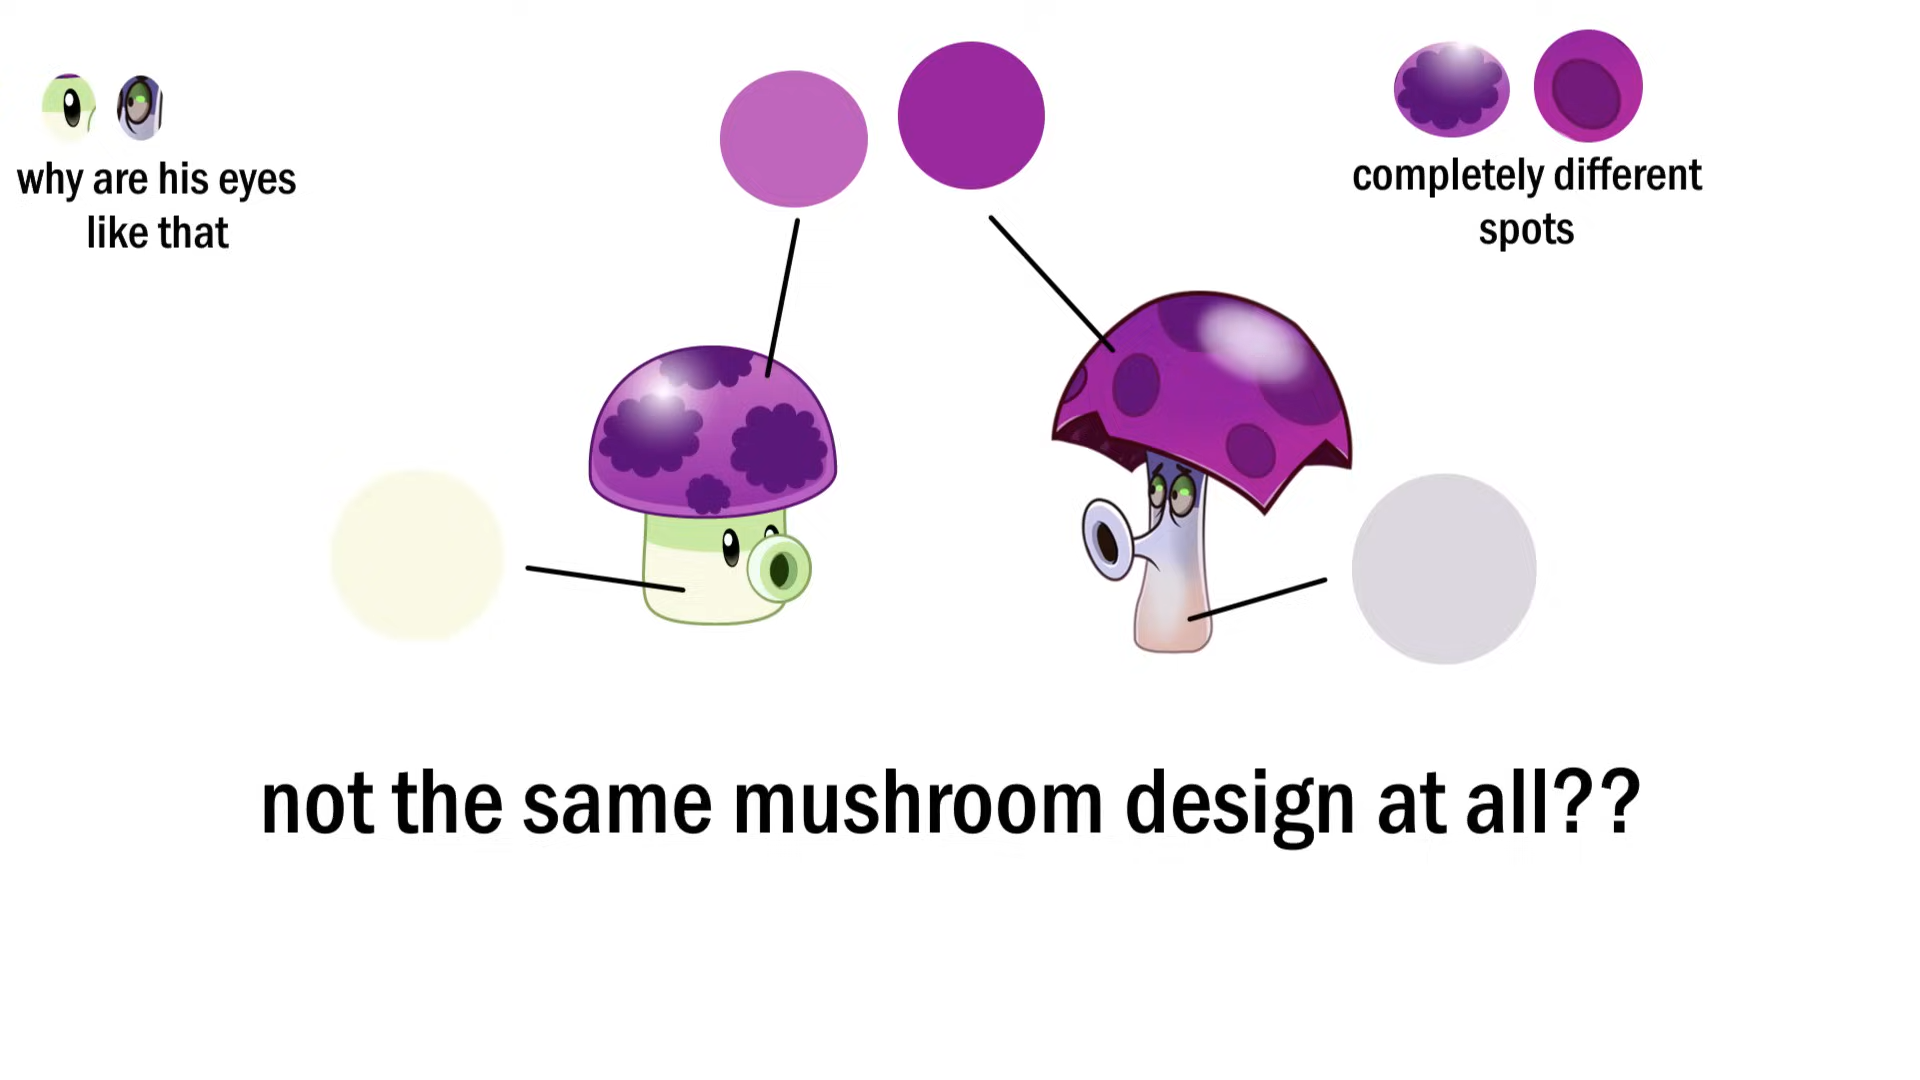 why are his eyes
like that
completely different
spots
not the same mushroom design at all??